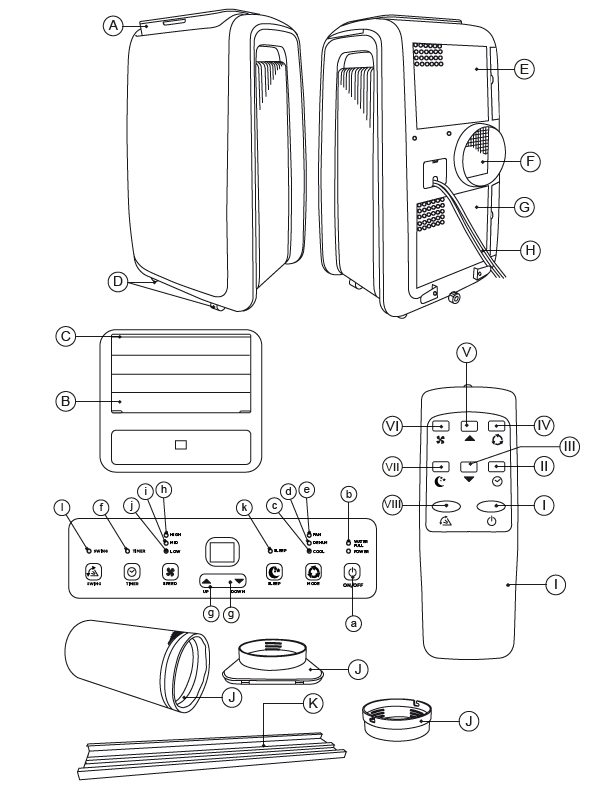 A
E
F
G
H
D
C
B
V
VI
IV
III
VII
II
VIII
I
I
l
f
i
h
j
k
c
d
e
b
HIGH
MID
LOW
FAN
DEHUM
COOL
WATER
FULL
POWER
SWING
TIMER
SLEEP
SWING
TIMER
SPEED
UP
DOWN
SLEEP
MODE
ON/OFF
g
g
a
J
J
K
J